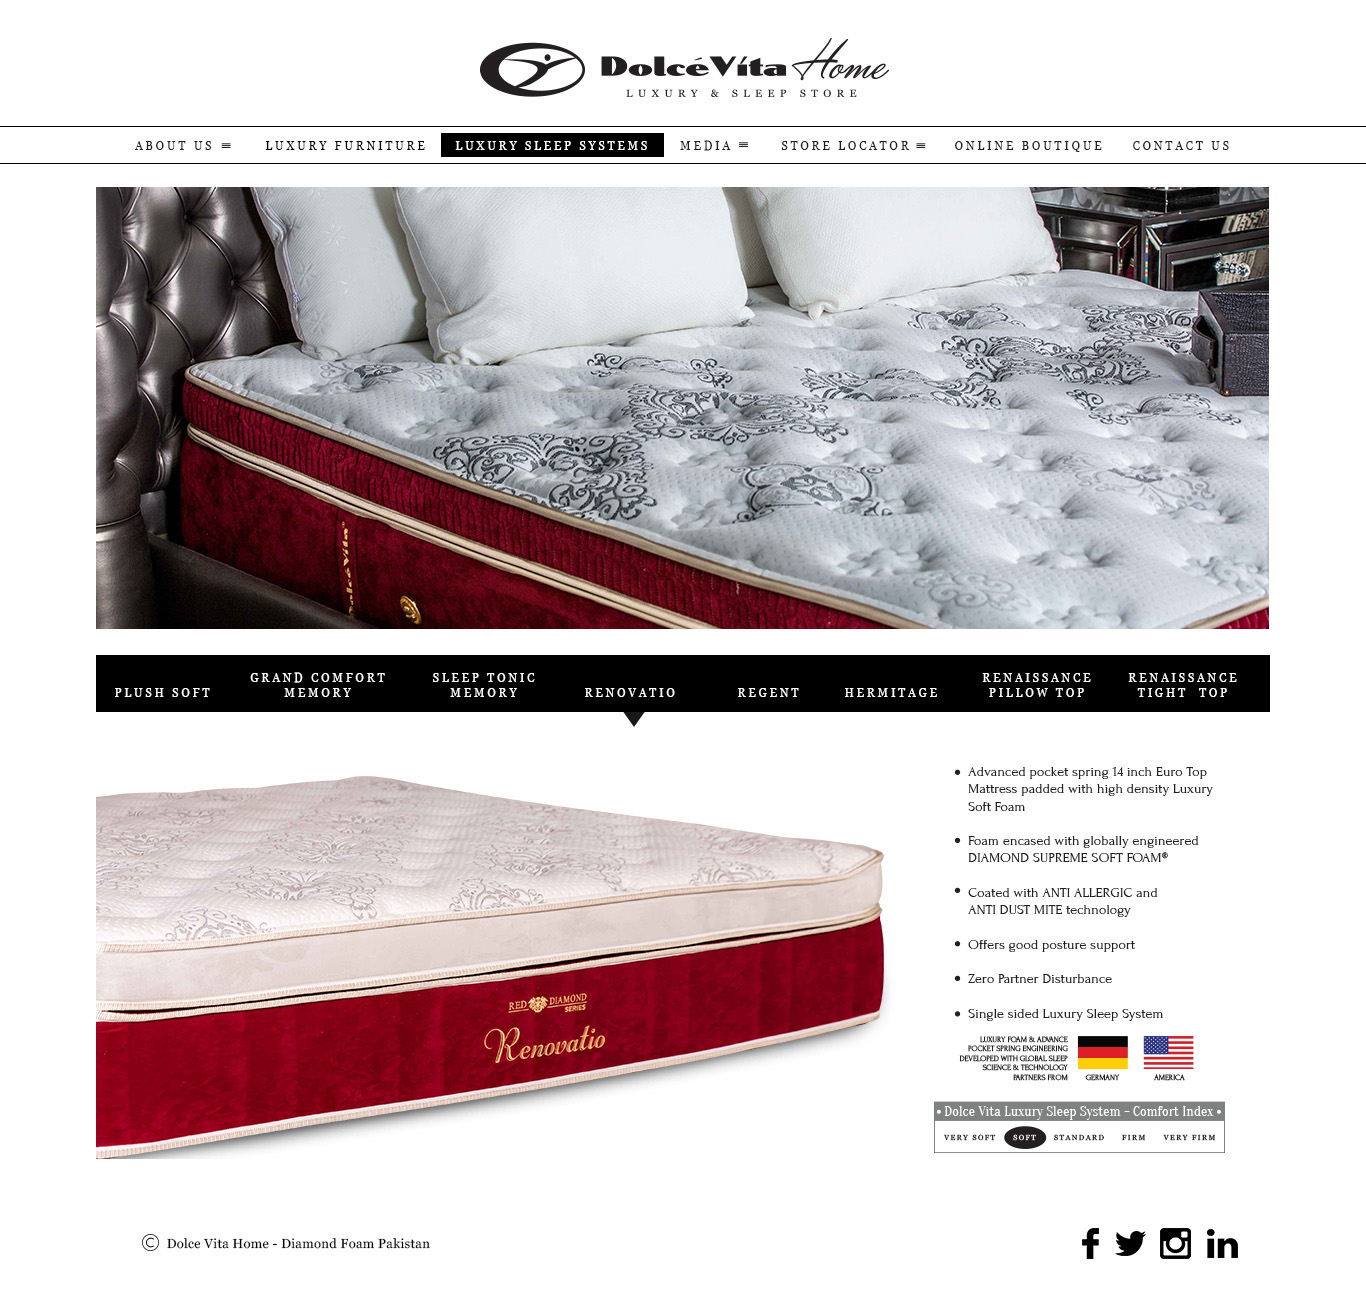 DolcéVita Home
LUXURY & SLEEP STORE
ABOUT US LUXURY FURNITURE LUXURY SLEEP SYSTEMS MEDIA STORE LOCATOR ONLINE BOUTIQUE CONTACT US
PLUSH SOFT
GRAND COMFORT
MEMORY
SLEEP TONIC
MEMORY
RENOVATIO
REGENT
HERMITAGE
RENAISSANCE
PILLOW TOP
RENAISSANCE
TIGHT TOP
• Advanced pocket spring 14 inch Euro Top
Mattress padded with high density Luxury
Soft Foam
• Foam encased with globally engineered
DIAMOND SUPREME SOFT FOAM®
• Coated with ANTI ALLERGIC and
ANTI DUST MITE technology
• Offers good posture support
• Zero Partner Disturbance
• Single sided Luxury Sleep System
RED DIAMOND
SERIES
Renovatio
LUXURY FOAM & ADVANCE
POCKET SPRING ENGINEERING
DEVELOPED WITH GLOBAL SLEEP
SCIENCE & TECHNOLOGY
PARTNERS FROM
GERMANY
AMERICA
• Dolce Vita Luxury Sleep System – Comfort Index •
VERY SOFT SOFT STANDARD FIRM VERY FIRM
© Dolce Vita Home - Diamond Foam Pakistan